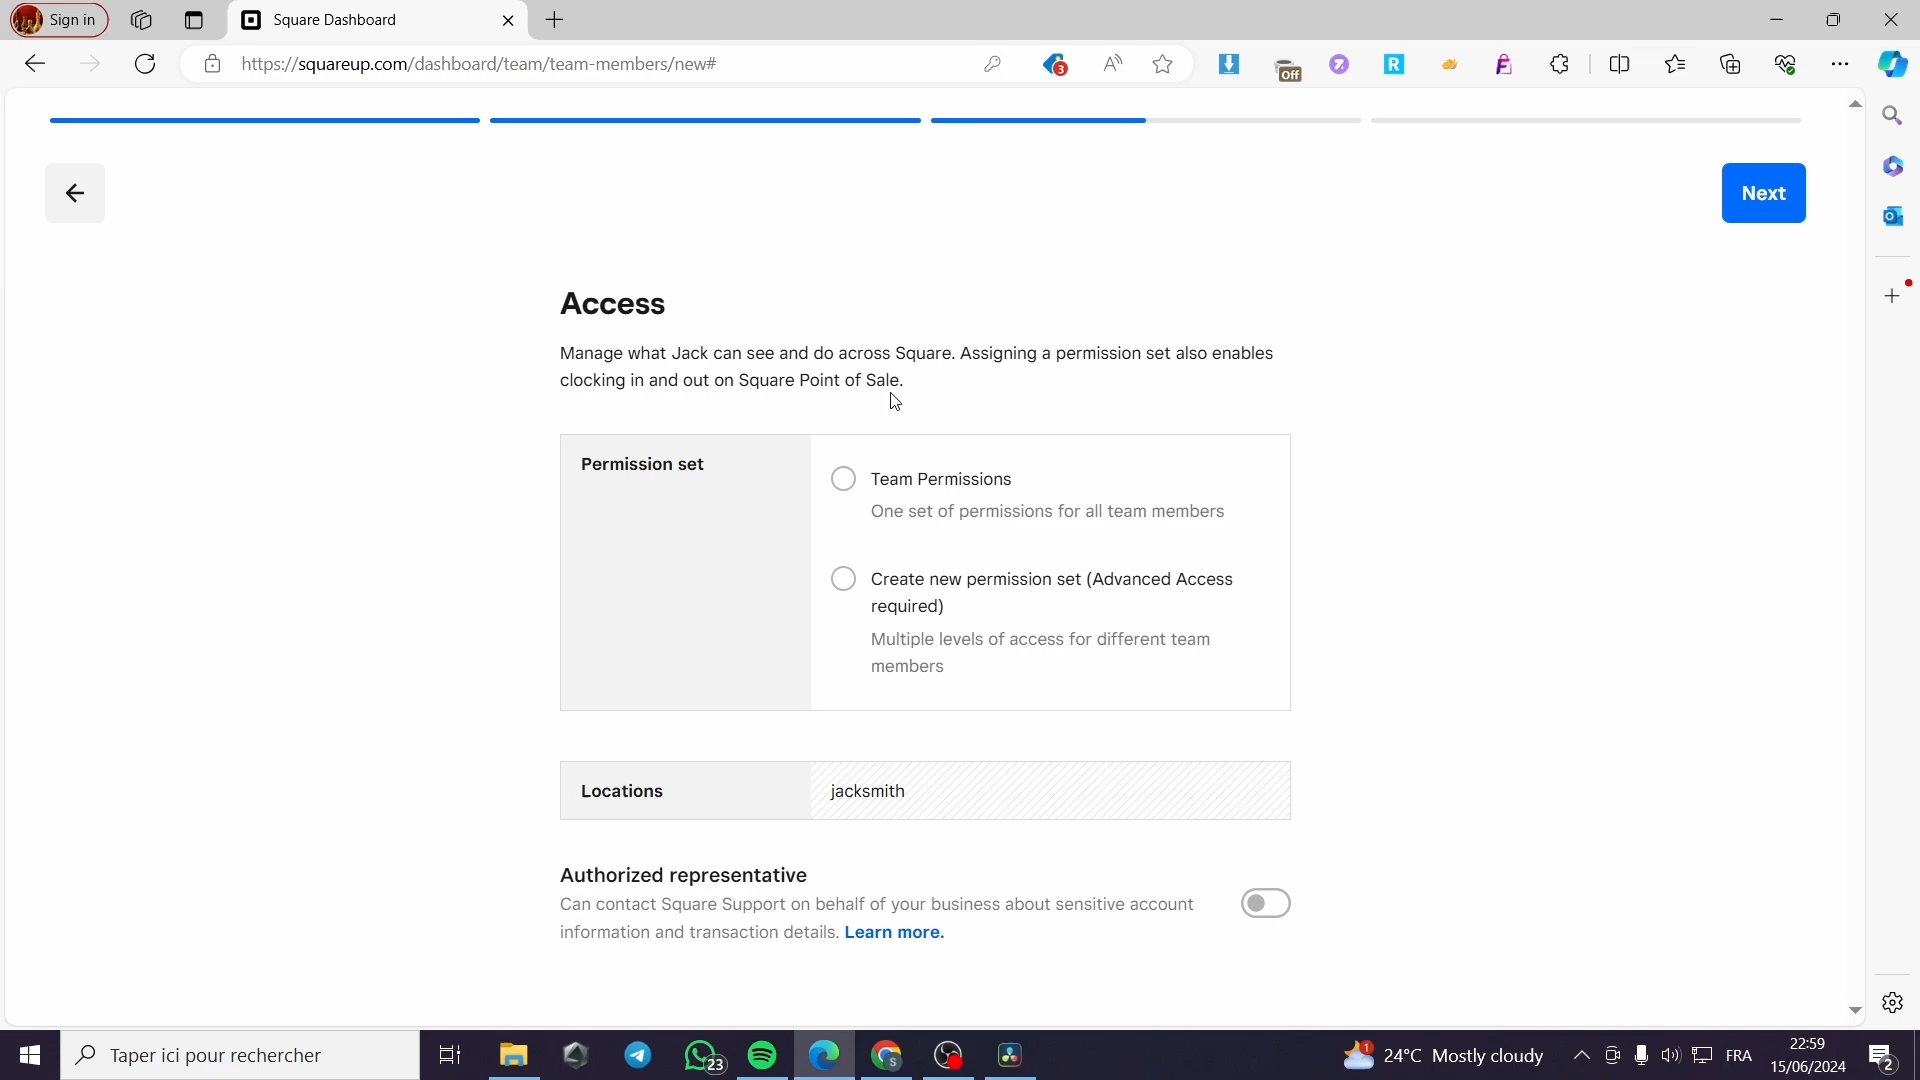 Sign in
Square Dashboard
https://squareup.com/dashboard/team/team-members/new#
3
Off
R
Next
Access
Manage what Jack can see and do across Square. Assigning a permission set also enables
clocking in and out on Square Point of Sale.
Permission set
Team Permissions
One set of permissions for all team members
Create new permission set (Advanced Access
required)
Multiple levels of access for different team
members
Locations
jacksmith
Authorized representative
Can contact Square Support on behalf of your business about sensitive account
information and transaction details. Learn more.
Taper ici pour rechercher
23
S
1
24°C Mostly cloudy
FRA
22:59
15/06/2024
2